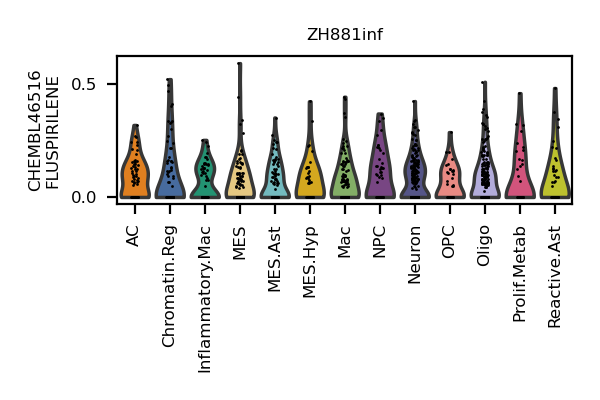 ZH881inf
CHEMBL46516
FLUSPIRILENE
0.5
0.0
AC
Chromatin.Reg
Inflammatory.Mac
MES
MES.Ast
MES.Hyp
Mac
NPC
Neuron
OPC
Oligo
Prolif.Metab
Reactive.Ast